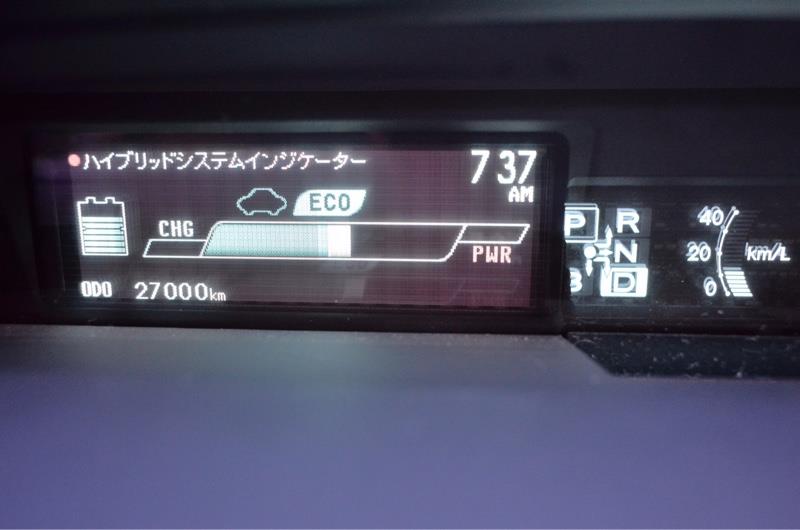 ハイブリッドシステムインジケーター
7 37
AM
ECO
CHG
PWR
ODO 27000km
P R
N
B D
40
20
0
km/L